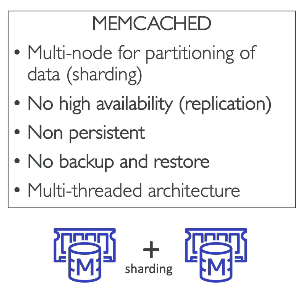 MEMCACHED
• Multi-node for partitioning of
data (sharding)
• No high availability (replication)
• Non persistent
• No backup and restore
• Multi-threaded architecture
M + M
sharding